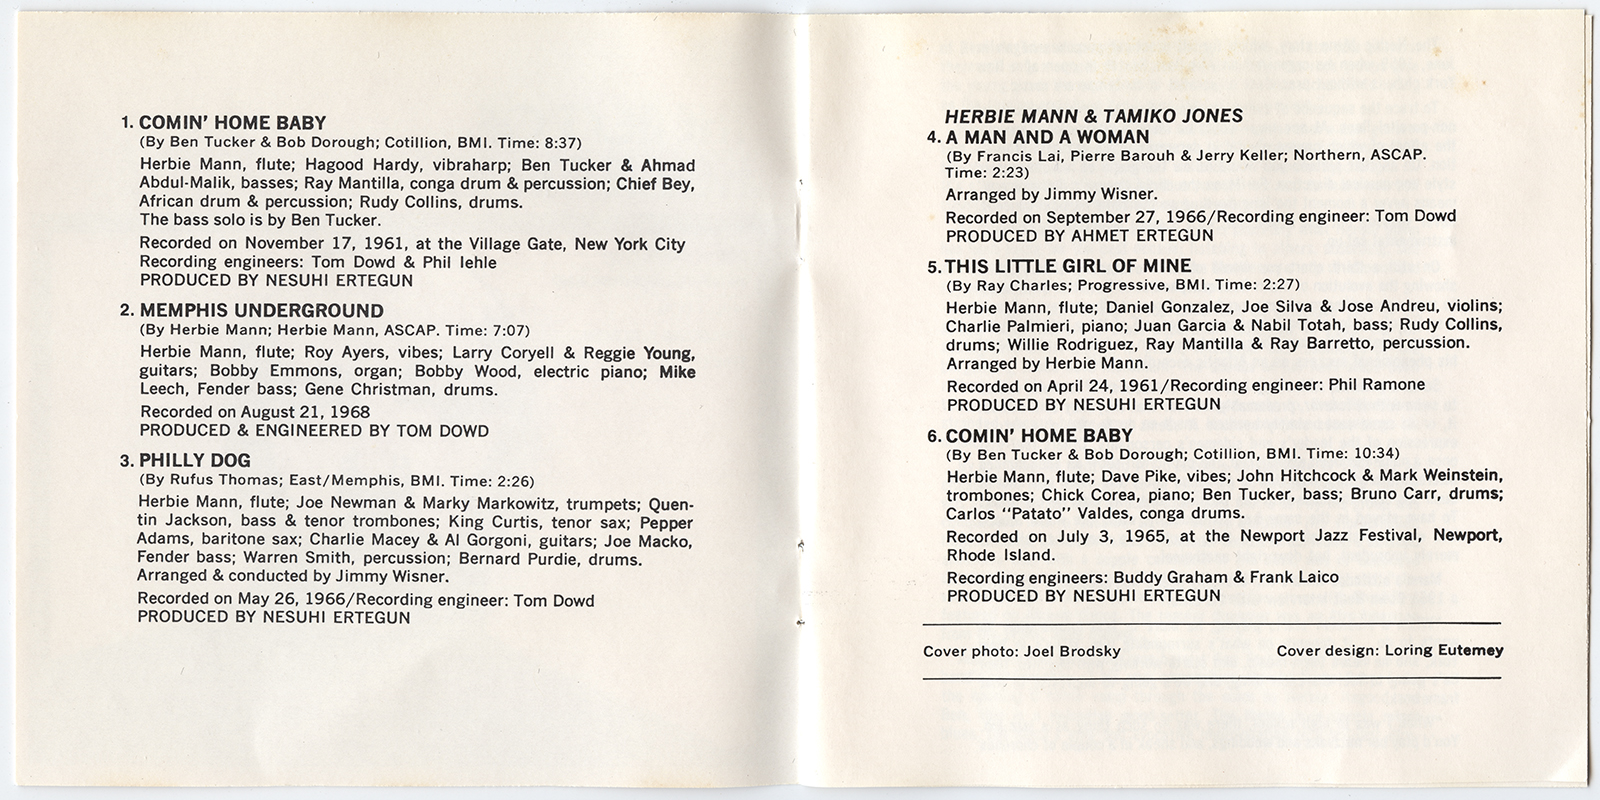 1. COMIN' HOME BABY
(By Ben Tucker & Bob Dorough; Cotillion, BMI. Time: 8:37)
Herbie Mann, flute; Hagood Hardy, vibraharp; Ben Tucker & Ahmad
Abdul-Malik, basses; Ray Mantilla, conga drum & percussion; Chief Bey,
African drum & percussion; Rudy Collins, drums.
The bass solo is by Ben Tucker.
Recorded on November 17, 1961, at the Village Gate, New York City
Recording engineers: Tom Dowd & Phil Iehle
PRODUCED BY NESUHI ERTEGUN
2. MEMPHIS UNDERGROUND
(By Herbie Mann; Herbie Mann, ASCAP. Time: 7:07)
Herbie Mann, flute; Roy Ayers, vibes; Larry Coryell & Reggie Young,
guitars; Bobby Emmons, organ; Bobby Wood, electric piano; Mike
Leech, Fender bass; Gene Christman, drums.
Recorded on August 21, 1968
PRODUCED & ENGINEERED BY TOM DOWD
3. PHILLY DOG
(By Rufus Thomas; East/Memphis, BMI. Time: 2:26)
Herbie Mann, flute; Joe Newman & Marky Markowitz, trumpets; Quen-
tin Jackson, bass & tenor trombones; King Curtis, tenor sax; Pepper
Adams, baritone sax; Charlie Macey & Al Gorgoni, guitars; Joe Macko,
Fender bass; Warren Smith, percussion; Bernard Purdie, drums.
Arranged & conducted by Jimmy Wisner.
Recorded on May 26, 1966/Recording engineer: Tom Dowd
PRODUCED BY NESUHI ERTEGUN
HERBIE MANN & TAMIKO JONES
4. A MAN AND A WOMAN
(By Francis Lai, Pierre Barouh & Jerry Keller; Northern, ASCAP.
Time: 2:23)
Arranged by Jimmy Wisner.
Recorded on September 27, 1966/Recording engineer: Tom Dowd
PRODUCED BY AHMET ERTEGUN
5. THIS LITTLE GIRL OF MINE
(By Ray Charles; Progressive, BMI. Time: 2:27)
Herbie Mann, flute; Daniel Gonzalez, Joe Silva & Jose Andreu, violins;
Charlie Palmieri, piano; Juan Garcia & Nabil Totah, bass; Rudy Collins,
drums; Willie Rodriguez, Ray Mantilla & Ray Barretto, percussion.
Arranged by Herbie Mann.
Recorded on April 24, 1961/Recording engineer: Phil Ramone
PRODUCED BY NESUHI ERTEGUN
6. COMIN' HOME BABY
(By Ben Tucker & Bob Dorough; Cotillion, BMI. Time: 10:34)
Herbie Mann, flute; Dave Pike, vibes; John Hitchcock & Mark Weinstein,
trombones; Chick Corea, piano; Ben Tucker, bass; Bruno Carr, drums;
Carlos "Patato" Valdes, conga drums.
Recorded on July 3, 1965, at the Newport Jazz Festival, Newport,
Rhode Island.
Recording engineers: Buddy Graham & Frank Laico
PRODUCED BY NESUHI ERTEGUN
Cover photo: Joel Brodsky
Cover design: Loring Eutemey